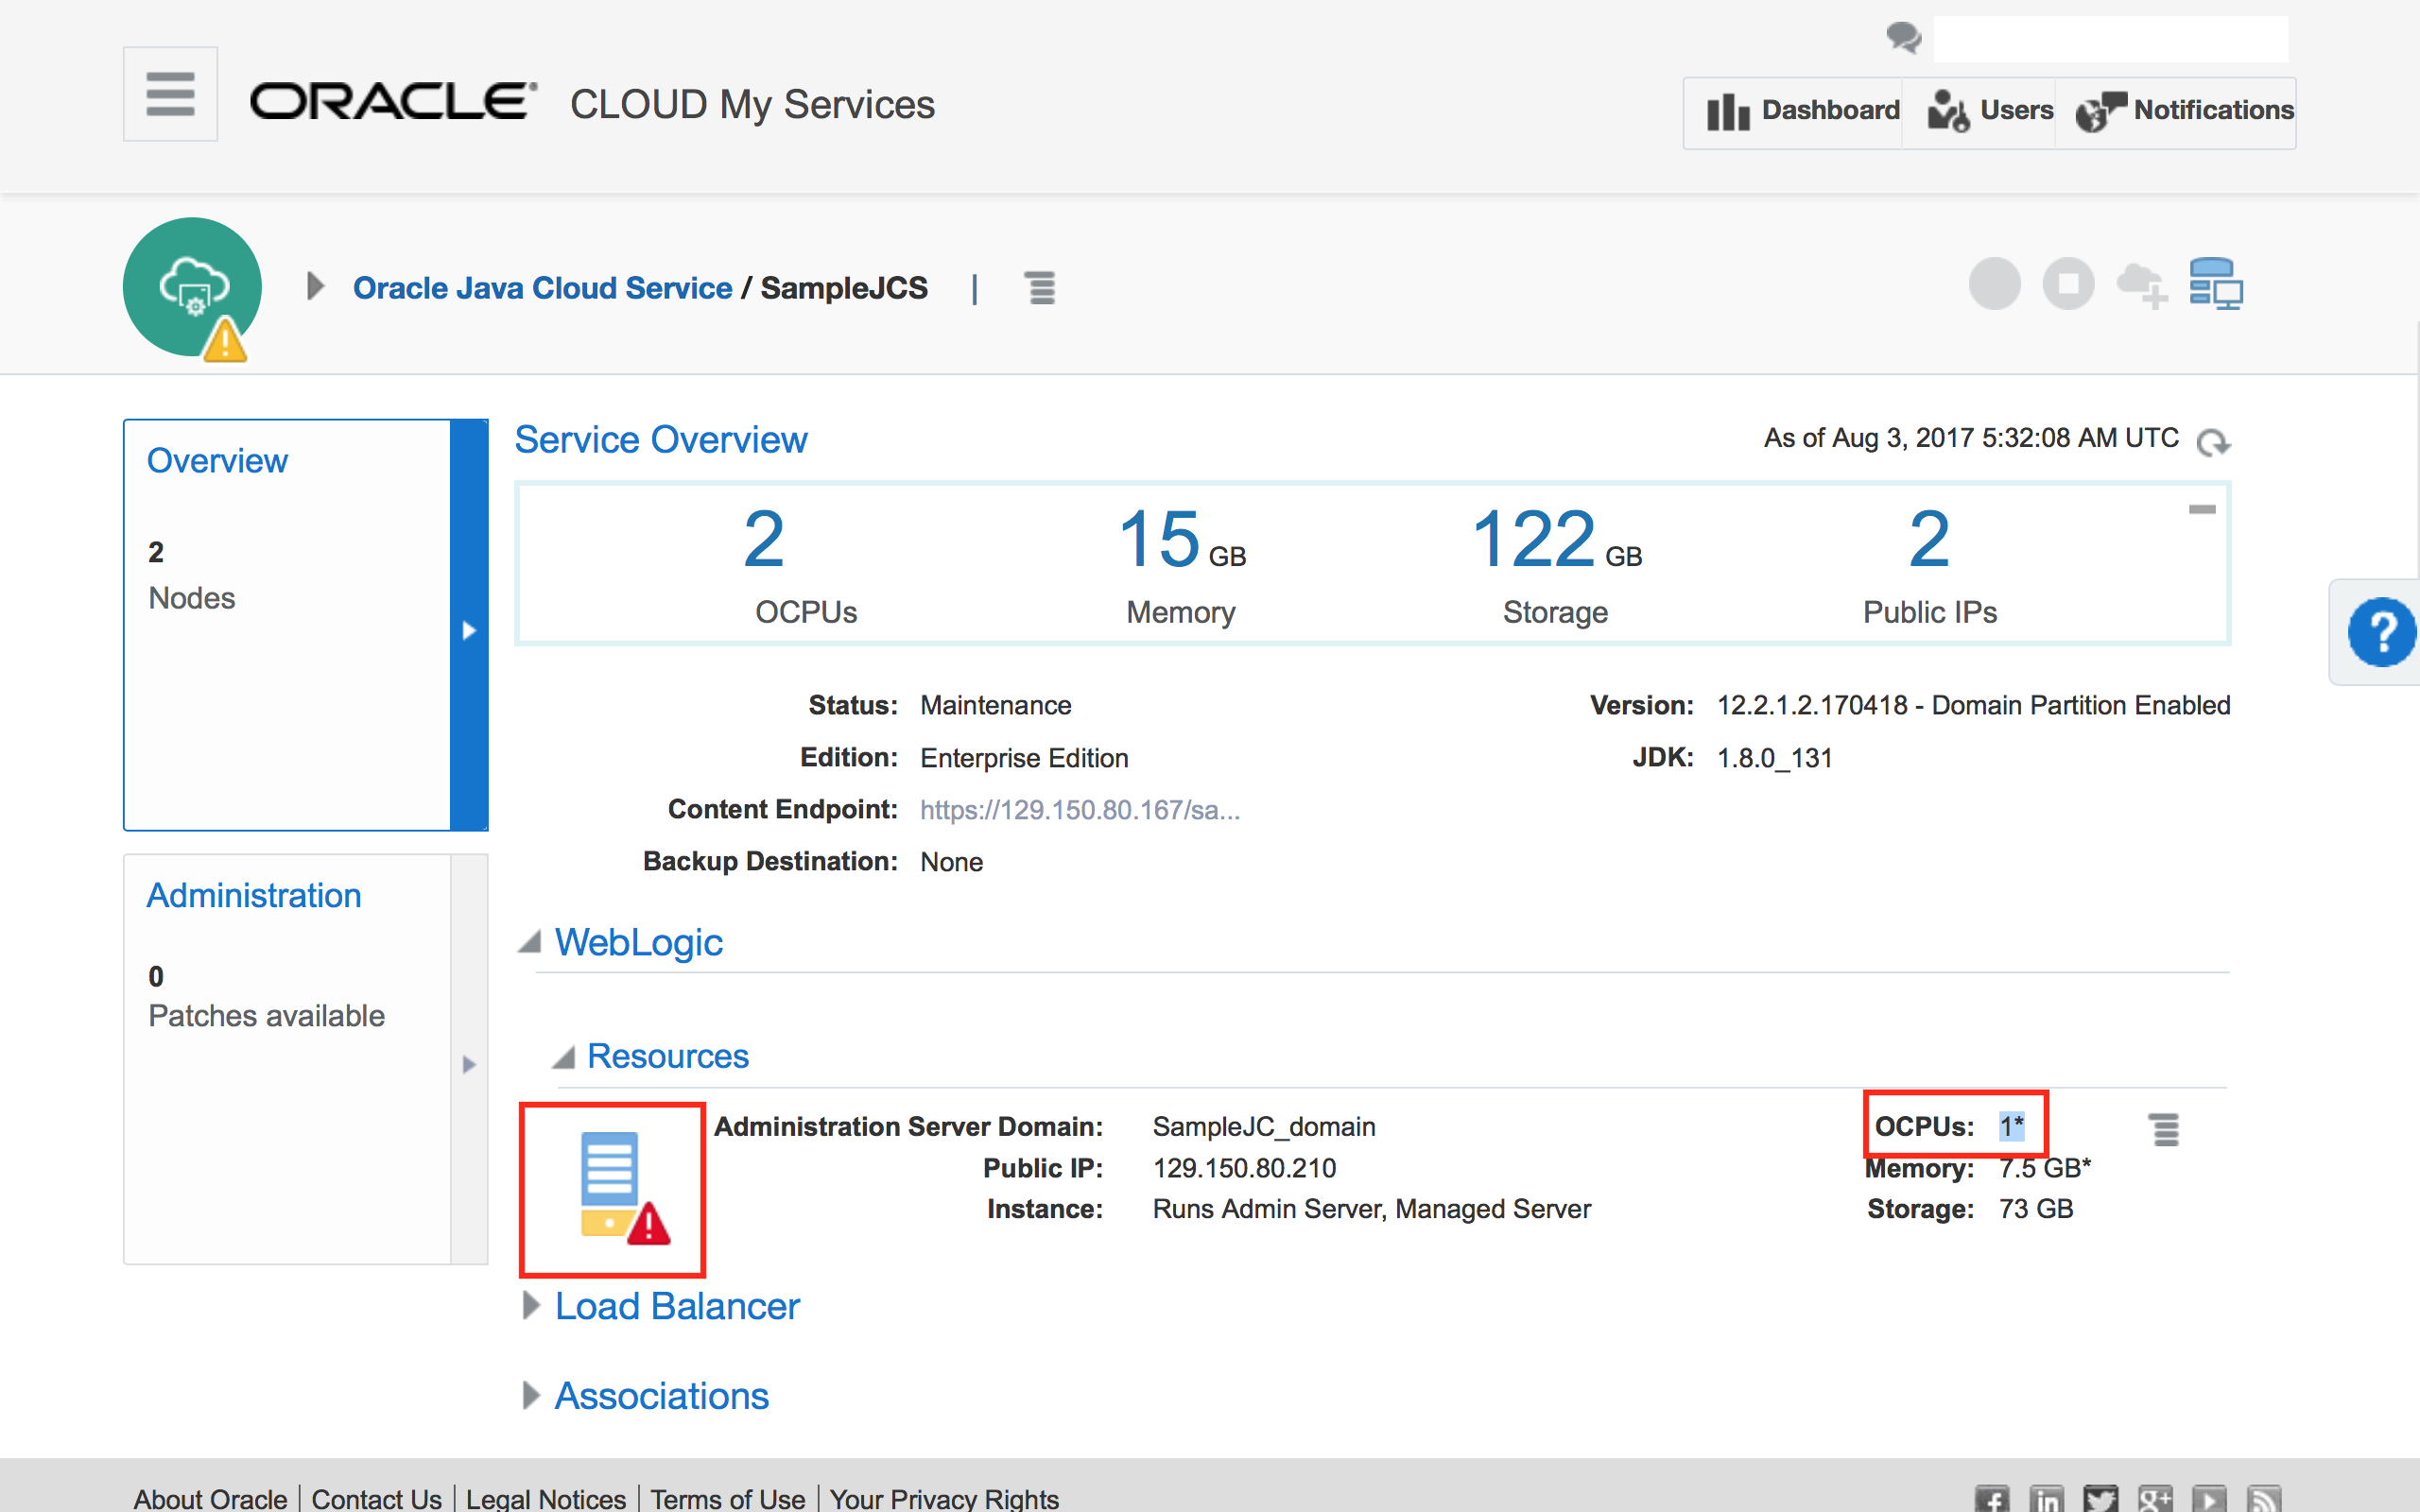 ORACLE® CLOUD My Services
Dashboard Users Notifications
Oracle Java Cloud Service / SampleJCS |
Overview
2
Nodes
Administration
0
Patches available
Service Overview
As of Aug 3, 2017 5:32:08 AM UTC
2 15 GB 122 GB 2
OCPUs Memory Storage Public IPs
Status: Maintenance Version: 12.2.1.2.170418 - Domain Partition Enabled
Edition: Enterprise Edition JDK: 1.8.0_131
Content Endpoint: https://129.150.80.167/sa...
Backup Destination: None
WebLogic
Resources
Administration Server Domain: SampleJC_domain OCPUs: 1*
Public IP: 129.150.80.210 Memory: 7.5 GB*
Instance: Runs Admin Server, Managed Server Storage: 73 GB
Load Balancer
Associations
?
About Oracle | Contact Us | Legal Notices | Terms of Use | Your Privacy Rights